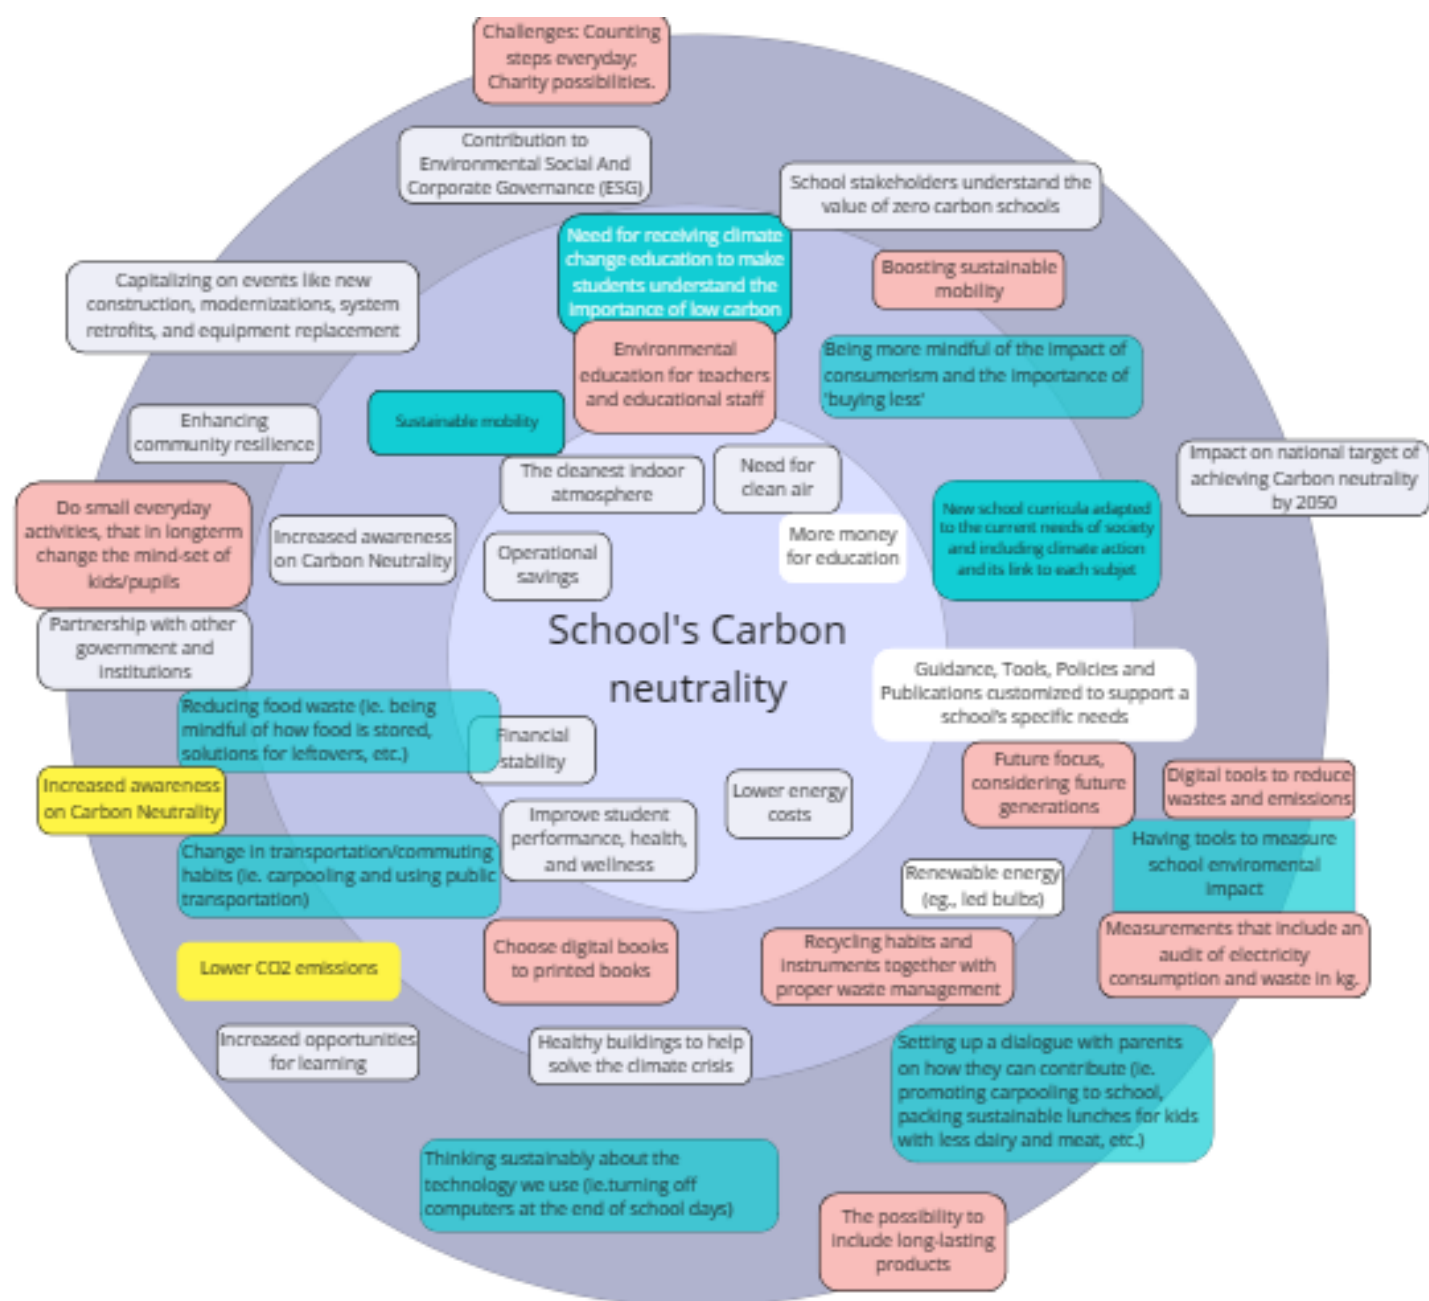 Challenges: Counting
steps everyday;
Charity possibilities.
Contribution to
Environmental Social And
Corporate Governance (ESG)
School stakeholders understand the
value of zero carbon schools
Need for receiving climate
change education to make
students understand the
importance of low carbon
Boosting sustainable
mobility
Capitalizing on events like new
construction, modernizations, system
retrofits, and equipment replacement
Environmental
education for teachers
and educational staff
Being more mindful of the impact of
consumerism and the importance of
'buying less'
Sustainable mobility
Enhancing
community resilience
The cleanest indoor
atmosphere
Need for
clean air
Impact on national target of
achieving Carbon neutrality
by 2050
Do small everyday
activities, that in longterm
change the mind-set of
kids/pupils
Increased awareness
on Carbon Neutrality
Operational
savings
More money
for education
New school curricula adapted
to the current needs of society
and including climate action
and its link to each subjet
School's Carbon
neutrality
Partnership with other
government and
institutions
Guidance, Tools, Policies and
Publications customized to support a
school's specific needs
Reducing food waste (ie. being
mindful of how food is stored,
solutions for leftovers, etc.)
Financial
stability
Future focus,
considering future
generations
Digital tools to reduce
wastes and emissions
Increased awareness
on Carbon Neutrality
Lower energy
costs
Improve student
performance, health,
and wellness
Having tools to measure
school enviromental
impact
Change in transportation/commuting
habits (ie. carpooling and using public
transportation)
Renewable energy
(eg., led bulbs)
Measurements that include an
audit of electricity
consumption and waste in kg.
Lower CO2 emissions
Choose digital books
to printed books
Recycling habits and
instruments together with
proper waste management
Increased opportunities
for learning
Healthy buildings to help
solve the climate crisis
Setting up a dialogue with parents
on how they can contribute (ie.
promoting carpooling to school,
packing sustainable lunches for kids
with less dairy and meat, etc.)
Thinking sustainably about the
technology we use (ie.turning off
computers at the end of school days)
The possibility to
include long-lasting
products